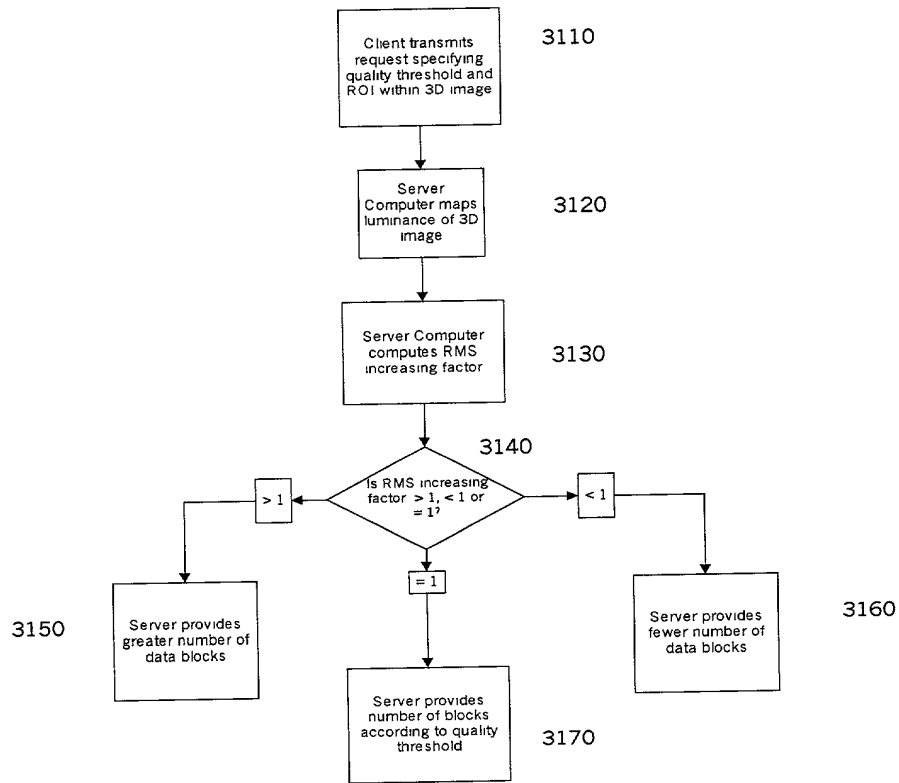 Client transmits
request specifying
quality threshold and
ROI within 3D image
3110
Server
Computer maps
luminance of 3D
image
3120
Server Computer
computes RMS
increasing factor
3130
3140
Is RMS increasing
factor > 1, < 1 or
= 1?
> 1
< 1
= 1
3150
Server provides
greater number of
data blocks
Server provides
fewer number of
data blocks
3160
Server provides
number of blocks
according to quality
threshold
3170